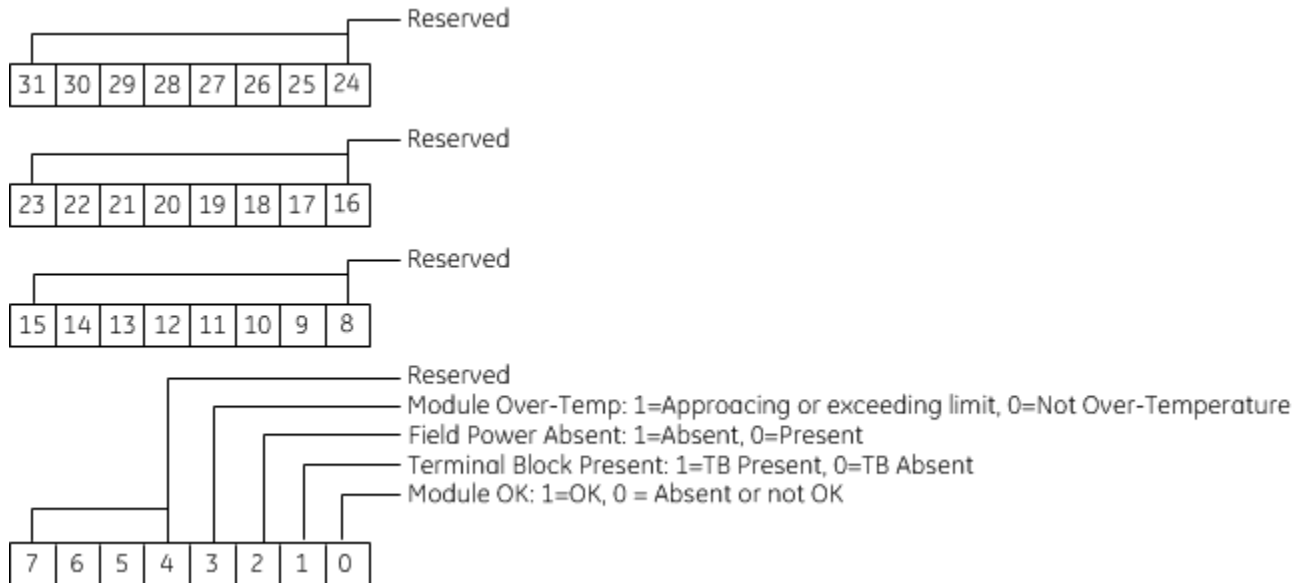 Reserved
31 30 29 28 27 26 25 24
Reserved
23 22 21 20 19 18 17 16
Reserved
15 14 13 12 11 10 9 8
Reserved
Module Over-Temp: 1=Approacing or exceeding limit, 0=Not Over-Temperature
Field Power Absent: 1=Absent, 0=Present
Terminal Block Present: 1=TB Present, 0=TB Absent
Module OK: 1=OK, 0 = Absent or not OK
7 6 5 4 3 2 1 0